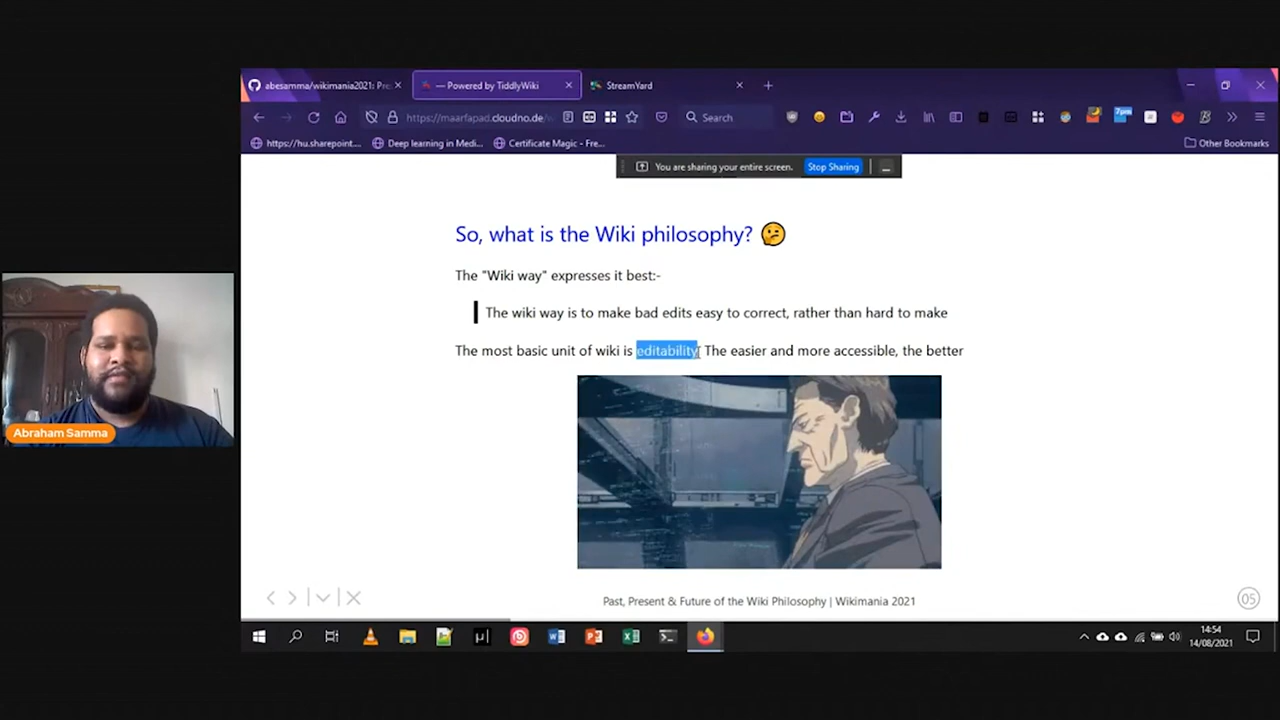 abesamma/wikimania2021: Pre
— Powered by TiddlyWiki
StreamYard
https://maarfapad.cloudno.de/
Search
7pm
https://hu.sharepoint....
Deep learning in Medi...
Certificate Magic - Fre...
Other Bookmarks
You are sharing your entire screen.
Stop Sharing
So, what is the Wiki philosophy?
The "Wiki way" expresses it best:-
The wiki way is to make bad edits easy to correct, rather than hard to make
The most basic unit of wiki is editability. The easier and more accessible, the better
Abraham Samma
Past, Present & Future of the Wiki Philosophy | Wikimania 2021
05
14:54
14/08/2021